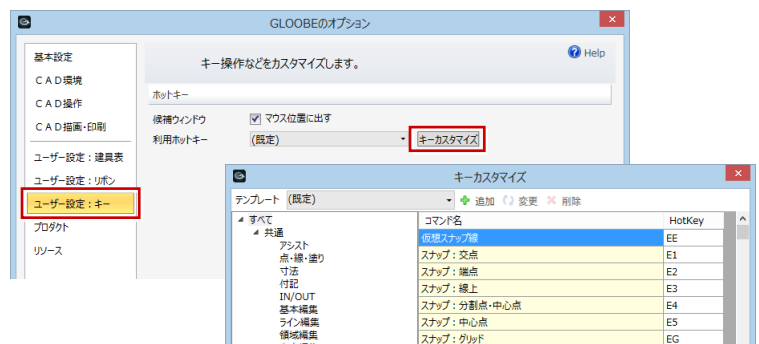 GLOOBEのオプション
基本設定
ＣＡＤ環境
ＣＡＤ操作
ＣＡＤ描画・印刷
ユーザー設定：建具表
ユーザー設定：リボン
ユーザー設定：キー
プロダクト
リソース
キー操作などをカスタマイズします。
Help
ホットキー
候補ウィンドウ マウス位置に出す
利用ホットキー (既定) キーカスタマイズ
キーカスタマイズ
テンプレート (既定) 追加 変更 削除
すべて
共通
アシスト
点・線・塗り
寸法
付記
IN/OUT
基本編集
ライン編集
領域編集
コマンド名 HotKey
仮想スナップ線 EE
スナップ：交点 E1
スナップ：端点 E2
スナップ：線上 E3
スナップ：分割点・中心点 E4
スナップ：中心点 E5
スナップ：グリッド EG